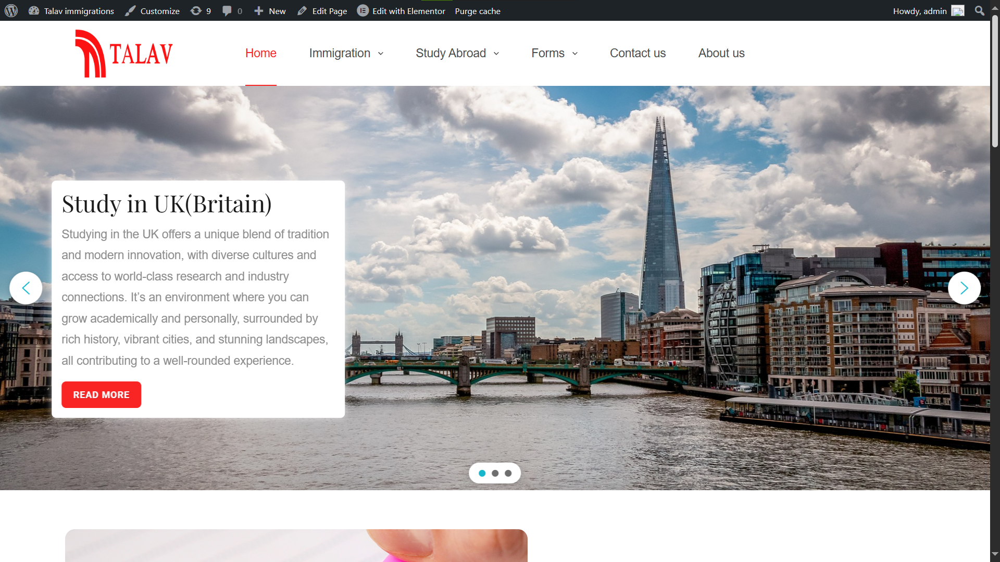 Talav immigrations Customize 9 0 New Edit Page Edit with Elementor Purge cache Howdy, admin
TALAV Home Immigration Study Abroad Forms Contact us About us
Study in UK(Britain)
Studying in the UK offers a unique blend of tradition
and modern innovation, with diverse cultures and
access to world-class research and industry
connections. It’s an environment where you can
grow academically and personally, surrounded by
rich history, vibrant cities, and stunning landscapes,
all contributing to a well-rounded experience.
READ MORE